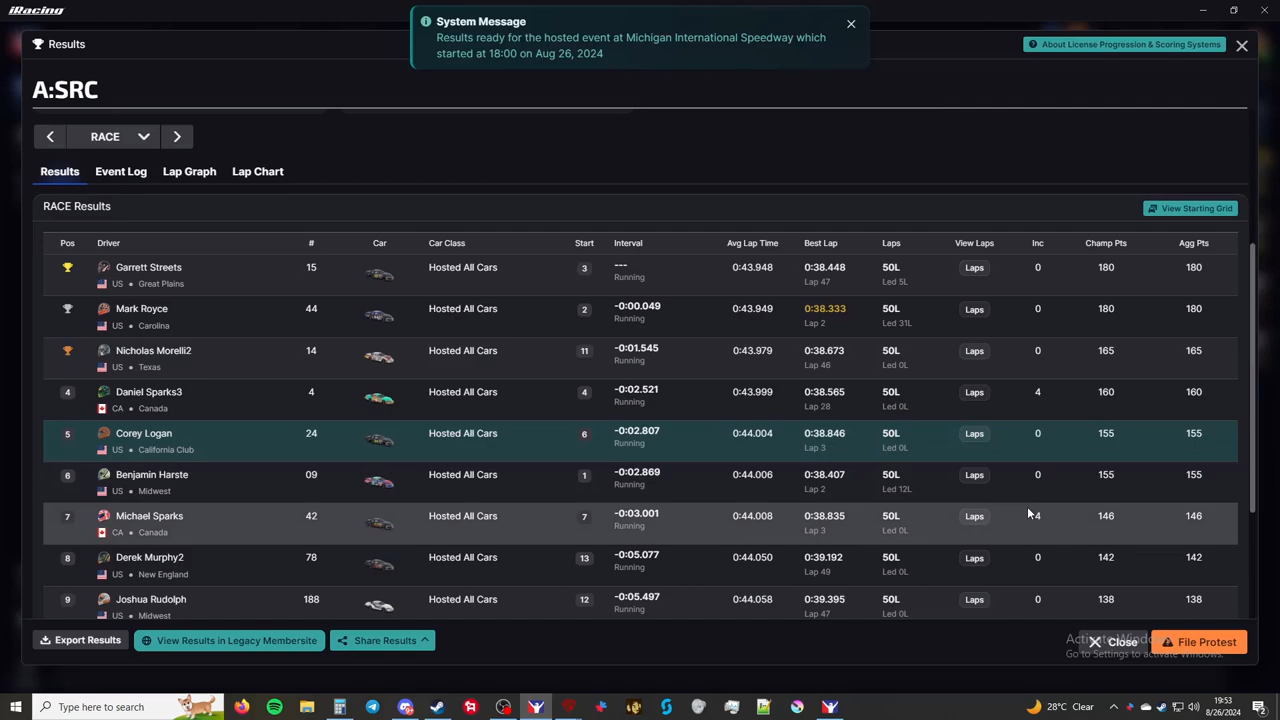 iRacing
System Message
Results ready for the hosted event at Michigan International Speedway which
started at 18:00 on Aug 26, 2024
Results
About License Progression & Scoring Systems
A:SRC
RACE
Results Event Log Lap Graph Lap Chart
RACE Results
View Starting Grid
Pos Driver # Car Car Class Start Interval Avg Lap Time Best Lap Laps View Laps Inc Champ Pts Agg Pts
Garrett Streets 15 Hosted All Cars 3 --- 0:43.948 0:38.448 50L Laps 0 180 180
US • Great Plains Running Lap 47 Led 5L
Mark Royce 44 Hosted All Cars 2 -0:00.049 0:43.949 0:38.333 50L Laps 0 180 180
US • Carolina Running Lap 2 Led 31L
Nicholas Morelli2 14 Hosted All Cars 11 -0:01.545 0:43.979 0:38.673 50L Laps 0 165 165
US • Texas Running Lap 46 Led 0L
4 Daniel Sparks3 4 Hosted All Cars 4 -0:02.521 0:43.999 0:38.565 50L Laps 4 160 160
CA • Canada Running Lap 28 Led 0L
5 Corey Logan 24 Hosted All Cars 6 -0:02.807 0:44.004 0:38.846 50L Laps 0 155 155
US • California Club Running Lap 3 Led 0L
6 Benjamin Harste 09 Hosted All Cars 1 -0:02.869 0:44.006 0:38.407 50L Laps 0 155 155
US • Midwest Running Lap 2 Led 12L
7 Michael Sparks 42 Hosted All Cars 7 -0:03.001 0:44.008 0:38.835 50L Laps 4 146 146
CA • Canada Running Lap 3 Led 0L
8 Derek Murphy2 78 Hosted All Cars 13 -0:05.077 0:44.050 0:39.192 50L Laps 0 142 142
US • New England Running Lap 49 Led 0L
9 Joshua Rudolph 188 Hosted All Cars 12 -0:05.497 0:44.058 0:39.395 50L Laps 0 138 138
US • Midwest Running Lap 47 Led 0L
Export Results View Results in Legacy Membersite Share Results Close File Protest
Go to Settings to activate Windows.
Type here to search 28°C Clear 19:53
8/26/2024